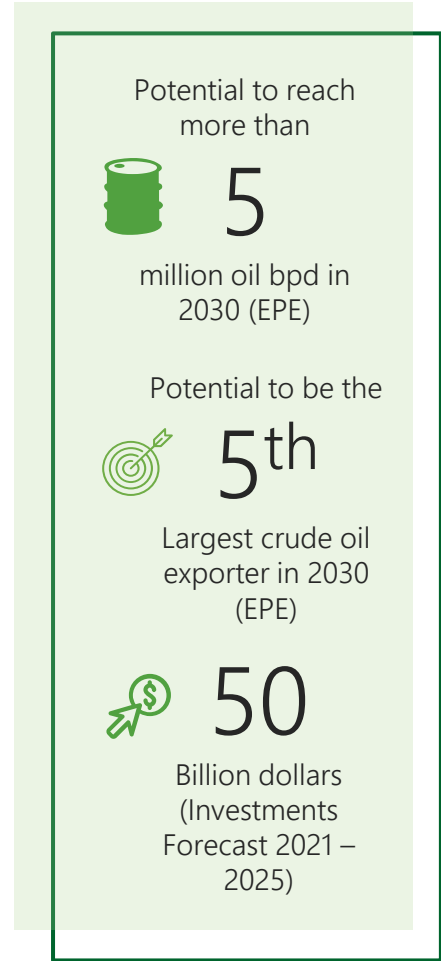 Potential to reach
more than
5
million oil bpd in
2030 (EPE)
Potential to be the
5th
Largest crude oil
exporter in 2030
(EPE)
$
50
Billion dollars
(Investments
Forecast 2021 –
2025)